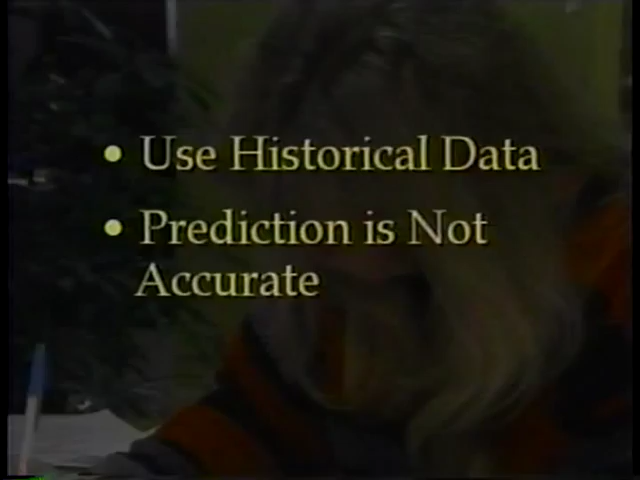 • Use Historical Data
• Prediction is Not
Accurate